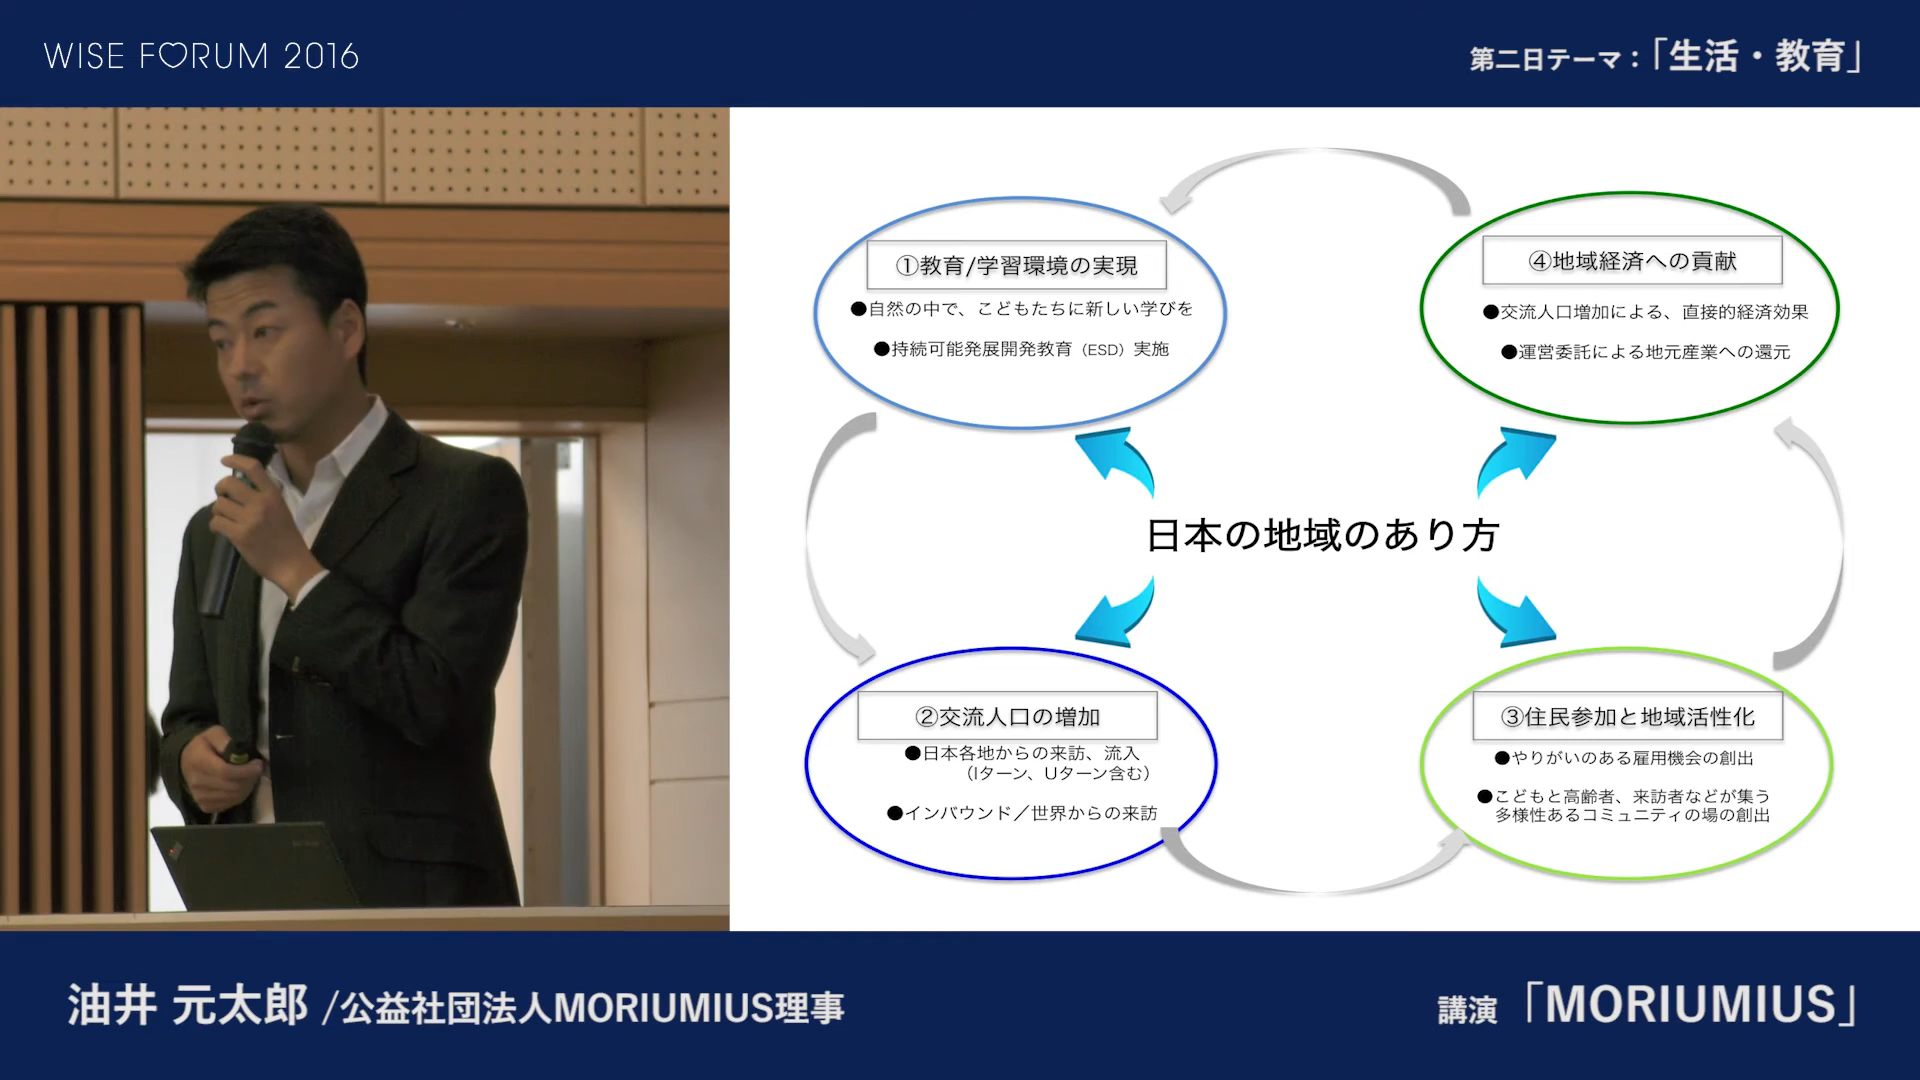 WISE FORUM 2016
第二日テーマ：「生活・教育」
①教育/学習環境の実現
●自然の中で、こどもたちに新しい学びを
●持続可能発展開発教育（ESD）実施
④地域経済への貢献
●交流人口増加による、直接的経済効果
●運営委託による地元産業への還元
日本の地域のあり方
②交流人口の増加
●日本各地からの来訪、流入
（Iターン、Uターン含む）
●インバウンド／世界からの来訪
③住民参加と地域活性化
●やりがいのある雇用機会の創出
●こどもと高齢者、来訪者などが集う
多様性あるコミュニティの場の創出
油井 元太郎 /公益社団法人MORIUMIUS理事
講演 「MORIUMIUS」